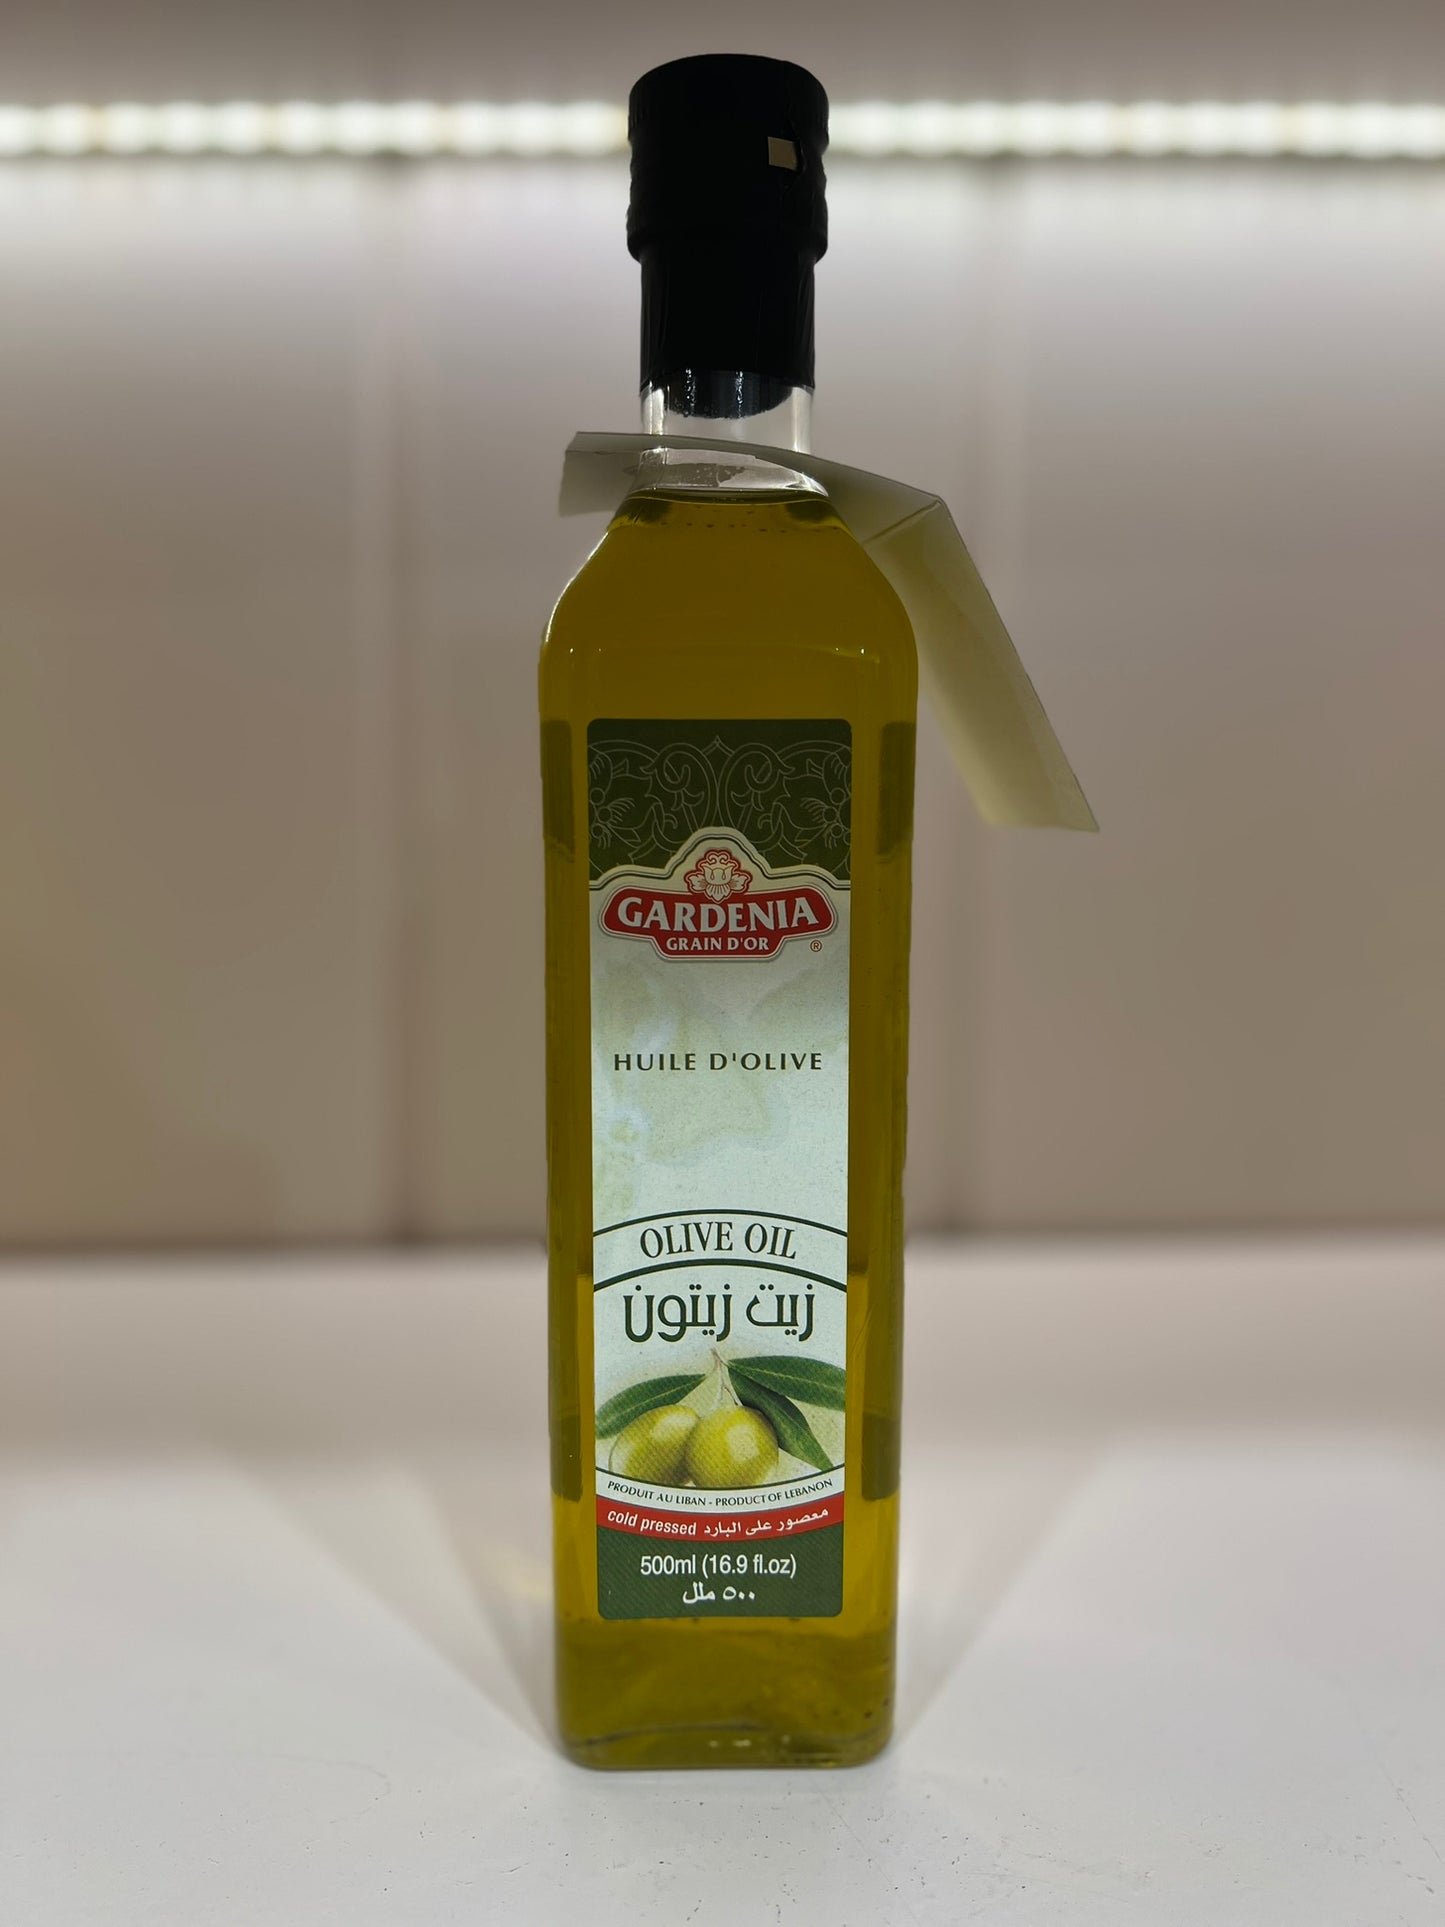 GARDENIA
GRAIN D'OR
®
HUILE D'OLIVE
OLIVE OIL
زيت زيتون
PRODUIT AU LIBAN - PRODUCT OF LEBANON
cold pressed معصور على البارد
500ml (16.9 fl.oz)
٥٠٠ ملل